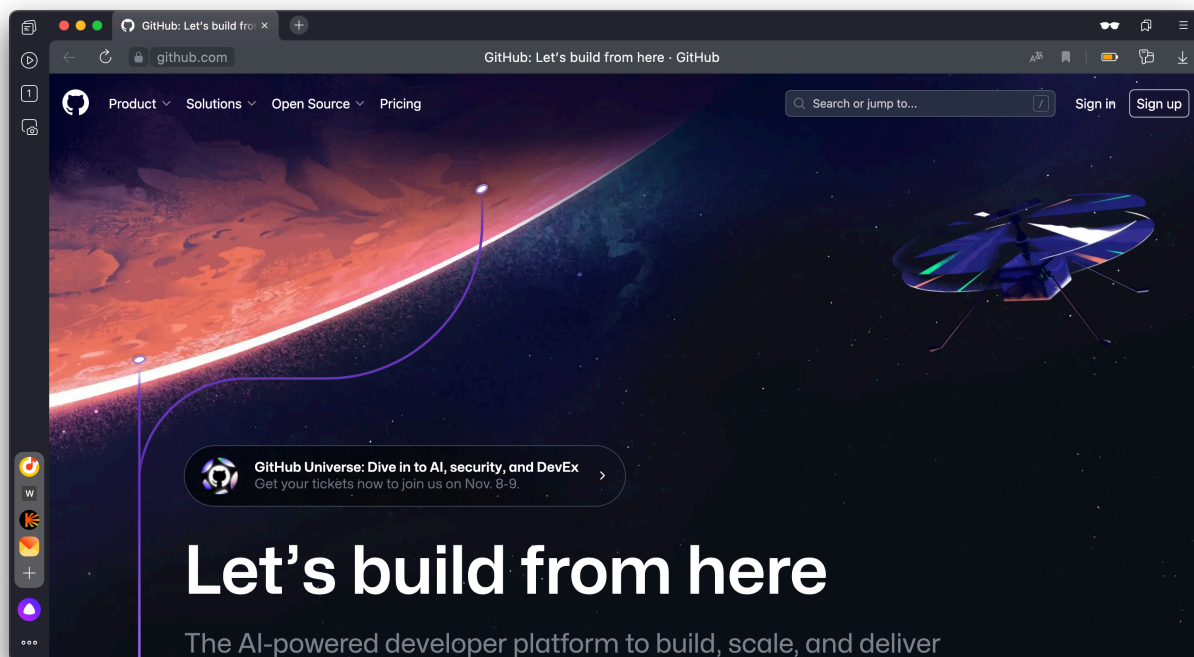 GitHub: Let's build fro
github.com
GitHub: Let's build from here · GitHub
1
Product
Solutions
Open Source
Pricing
Search or jump to...
/
Sign in
Sign up
GitHub Universe: Dive in to AI, security, and DevEx
Get your tickets now to join us on Nov. 8-9.
W
Let's build from here
The AI-powered developer platform to build, scale, and deliver